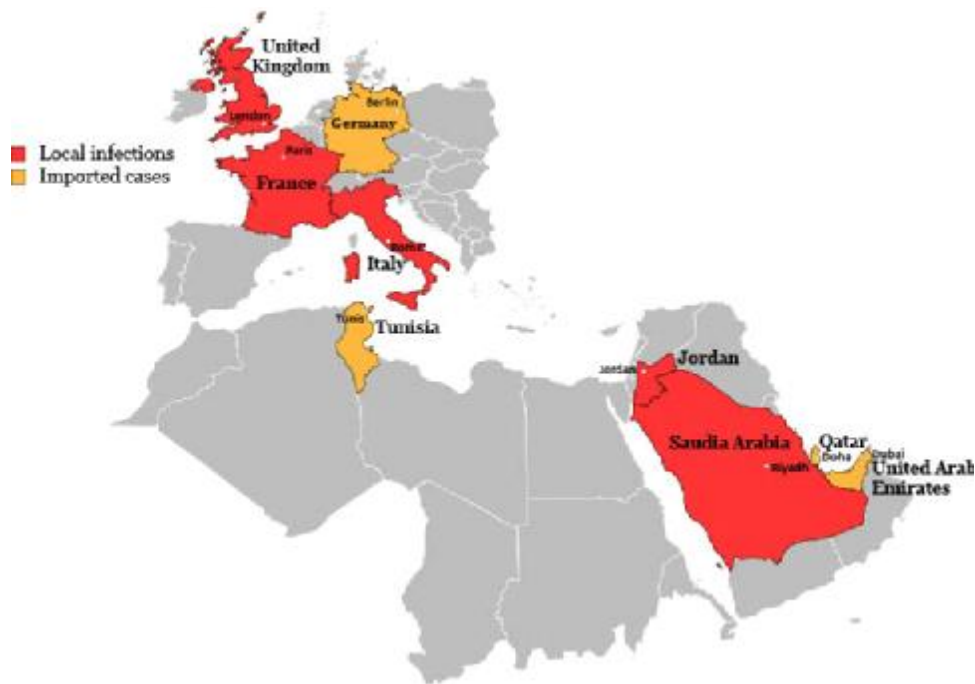 United
Kingdom
London
Berlin
Germany
Local infections
Imported cases
Paris
France
Rome
Italy
Tunis
Tunisia
Jordan
Jordan
Saudia Arabia
Riyadh
Qatar
Doha
Dubai
United Arab
Emirates